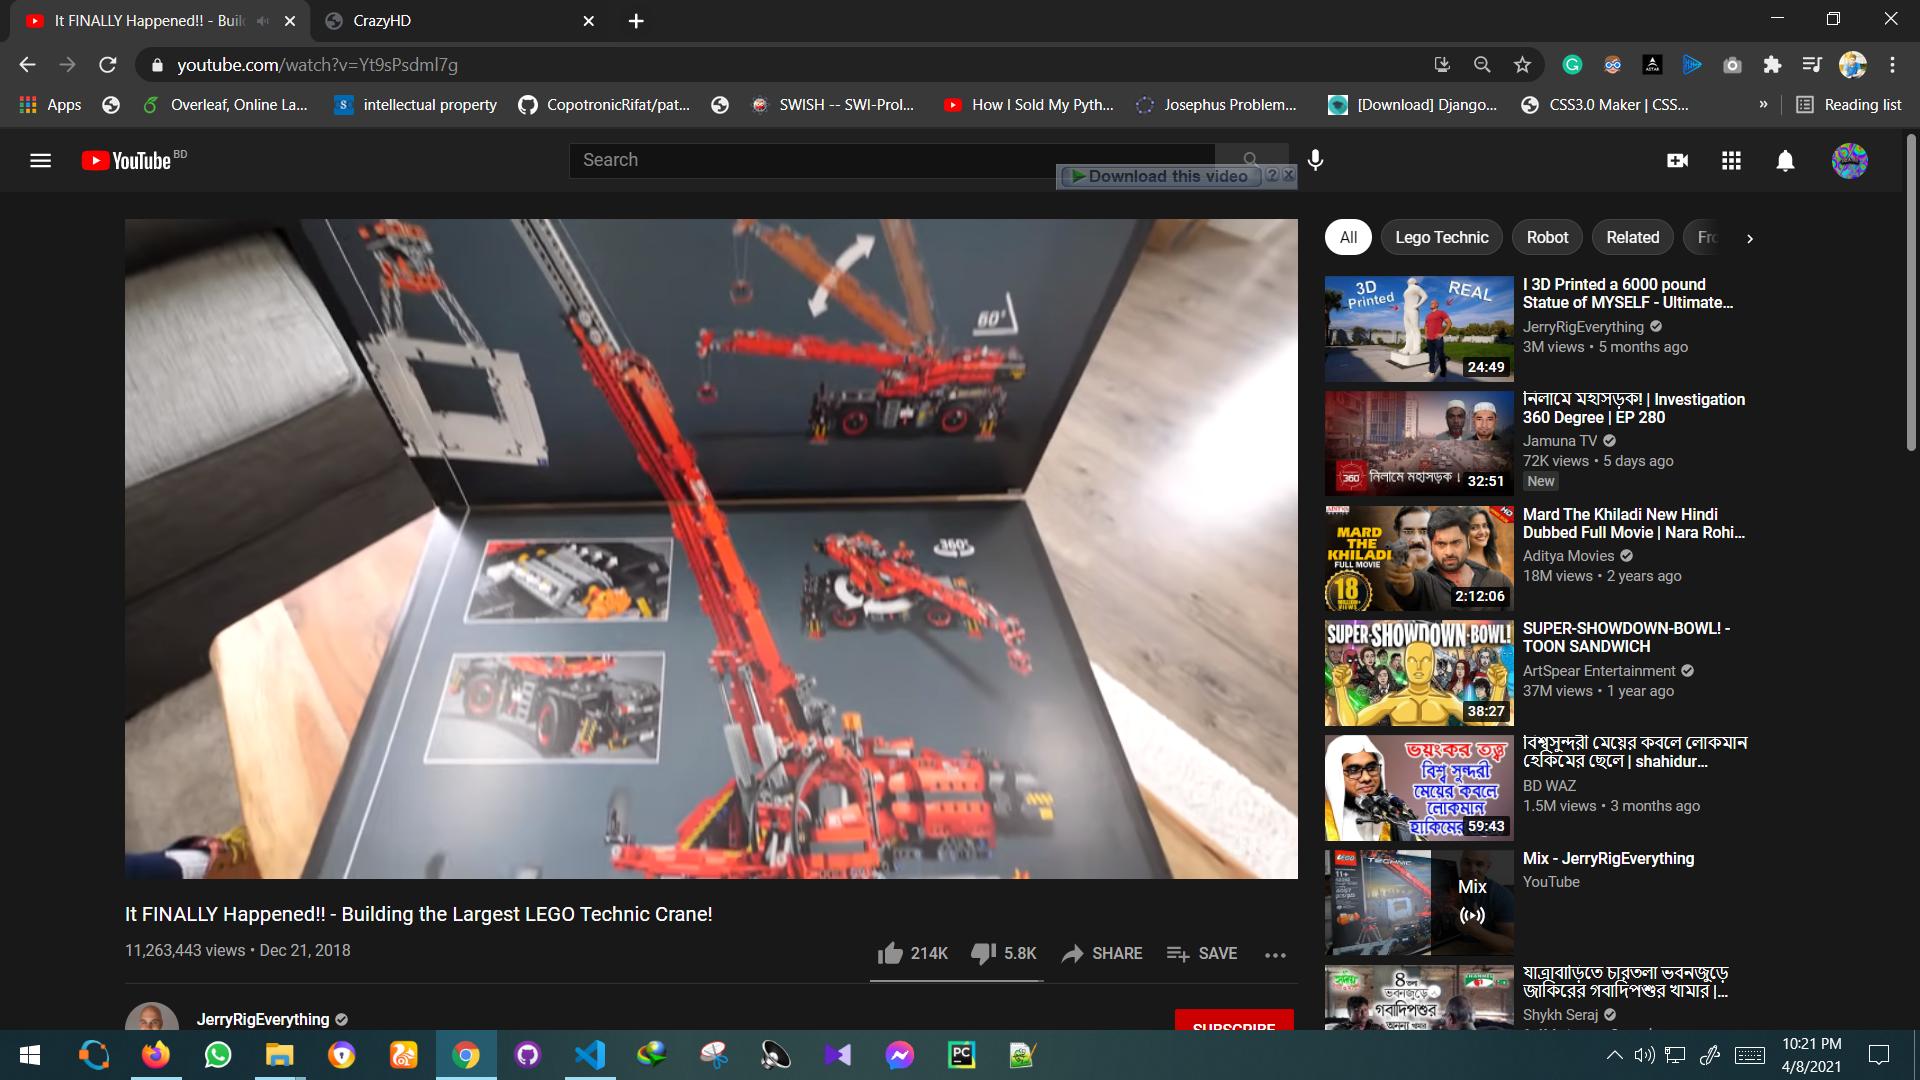 It FINALLY Happened!! - Buil
CrazyHD
youtube.com/watch?v=Yt9sPsdmI7g
Apps
Overleaf, Online La...
intellectual property
CopotronicRifat/pat...
SWISH -- SWI-Prol...
How I Sold My Pyth...
Josephus Problem...
[Download] Django...
CSS3.0 Maker | CSS...
»
Reading list
YouTube BD
Search
Download this video
All
Lego Technic
Robot
Related
Fro
60°
360°
3D Printed
REAL
24:49
I 3D Printed a 6000 pound
Statue of MYSELF - Ultimate...
JerryRigEverything
3M views • 5 months ago
360
নিলামে মহাসড়ক।
32:51
নিলামে মহাসড়ক! | Investigation
360 Degree | EP 280
Jamuna TV
72K views • 5 days ago
New
HD
MARD
THE
KHILADI
FULL MOVIE
18
2:12:06
Mard The Khiladi New Hindi
Dubbed Full Movie | Nara Rohi...
Aditya Movies
18M views • 2 years ago
SUPER-SHOWDOWN-BOWL!
38:27
SUPER-SHOWDOWN-BOWL! -
TOON SANDWICH
ArtSpear Entertainment
37M views • 1 year ago
ভয়ংকর তত্ত্ব
বিশ্ব সুন্দরী
মেয়ের কবলে
লোকমান
হাকিমের
59:43
বিশ্বসুন্দরী মেয়ের কবলে লোকমান
হেকিমের ছেলে | shahidur...
BD WAZ
1.5M views • 3 months ago
LEGO
TECHNIC
Mix
Mix - JerryRigEverything
YouTube
৪তলা
ভবনজুড়ে
গবাদিপশুর
যাত্রাবাড়িতে চারতলা ভবনজুড়ে
জাকিরের গবাদিপশুর খামার |...
Shykh Seraj
It FINALLY Happened!! - Building the Largest LEGO Technic Crane!
11,263,443 views • Dec 21, 2018
214K
5.8K
SHARE
SAVE
JerryRigEverything
SUBSCRIBE
PC
10:21 PM
4/8/2021